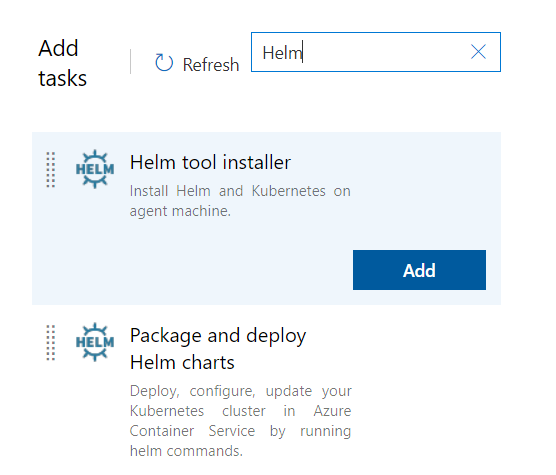 Add
tasks
Refresh
Helm
HELM
Helm tool installer
Install Helm and Kubernetes on
agent machine.
Add
HELM
Package and deploy
Helm charts
Deploy, configure, update your
Kubernetes cluster in Azure
Container Service by running
helm commands.